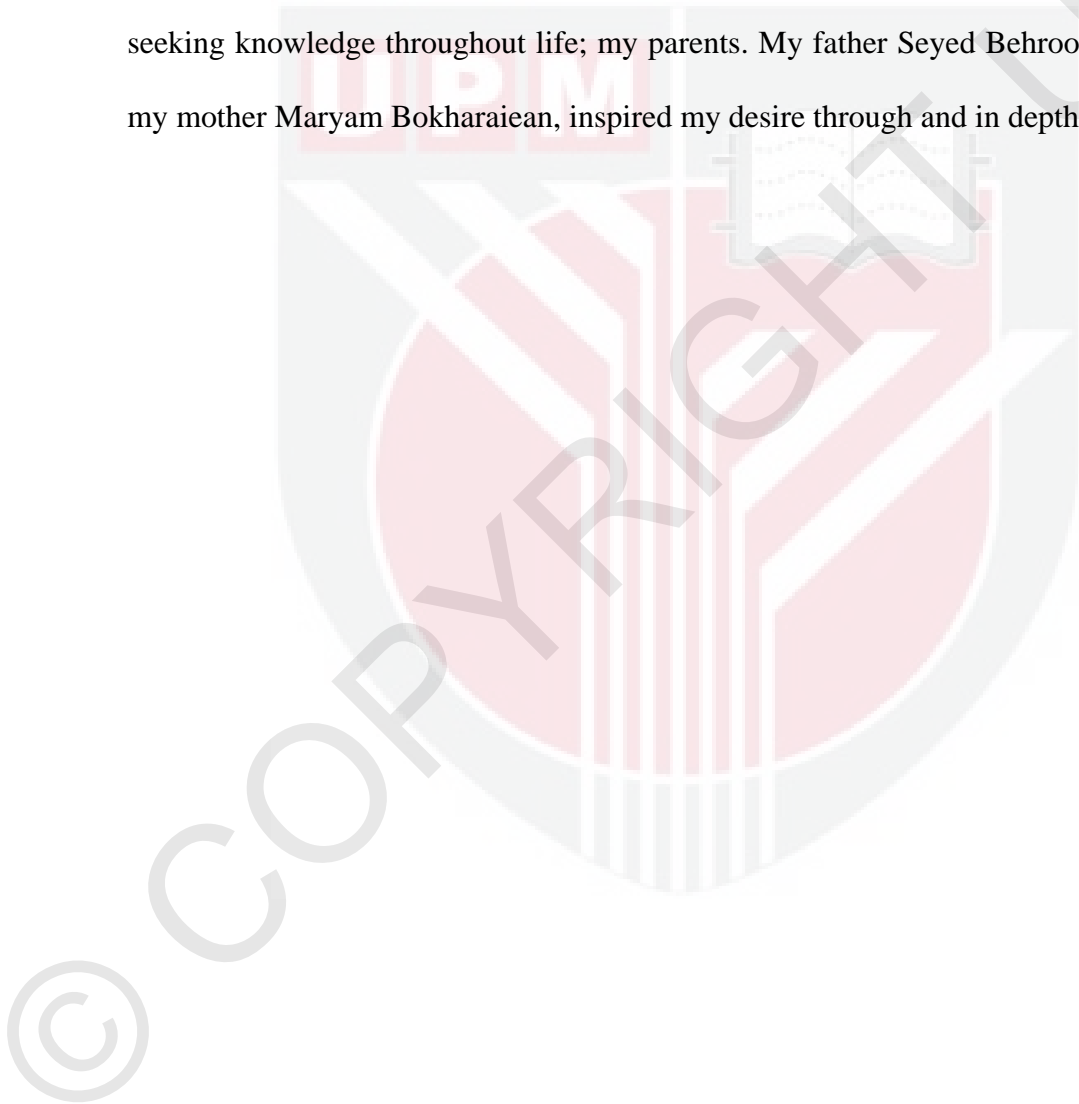 seeking knowledge throughout life; my parents. My father Seyed Behroo
my mother Maryam Bokharaiean, inspired my desire through and in depth
UPM
© COPYRIGHT U